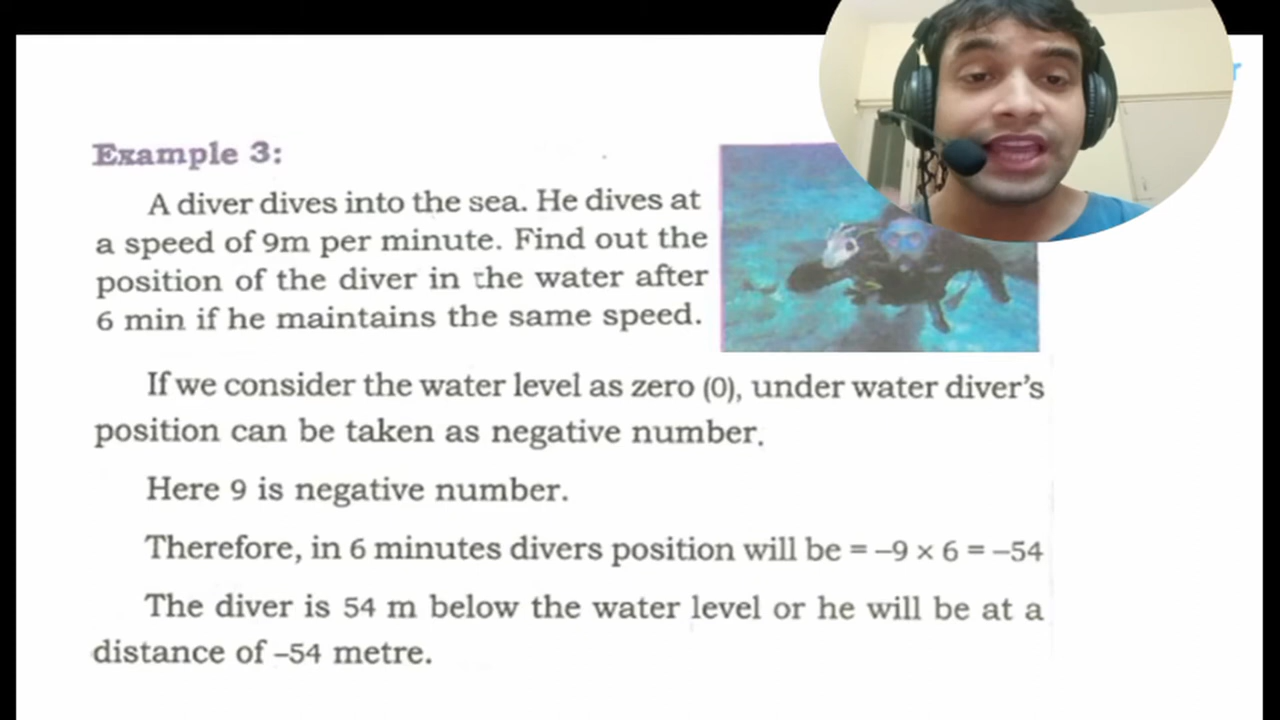 Example 3:
A diver dives into the sea. He dives at
a speed of 9m per minute. Find out the
position of the diver in the water after
6 min if he maintains the same speed.
If we consider the water level as zero (0), under water diver's
position can be taken as negative number.
Here 9 is negative number.
Therefore, in 6 minutes divers position will be = –9 × 6 = –54
The diver is 54 m below the water level or he will be at a
distance of –54 metre.